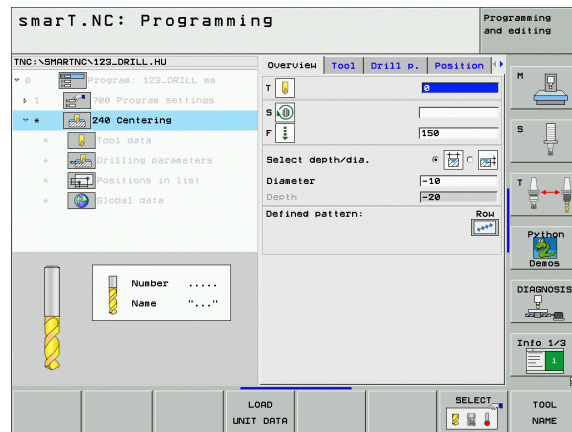 smarT.NC: Programming
Programming and editing
TNC:\SMARTNC\123_DRILL.HU
0 Program: 123_DRILL mm
1 700 Program settings
* 240 Centering
* Tool data
* Drilling parameters
* Positions in list
* Global data
Overview Tool Drill p. Position
T 0
S
F 150
Select depth/dia.
Diameter -10
Depth -20
Defined pattern: Row
Number .....
Name "..."
M
S
T
Python Demos
DIAGNOSIS
Info 1/3
LOAD UNIT DATA
SELECT
TOOL NAME